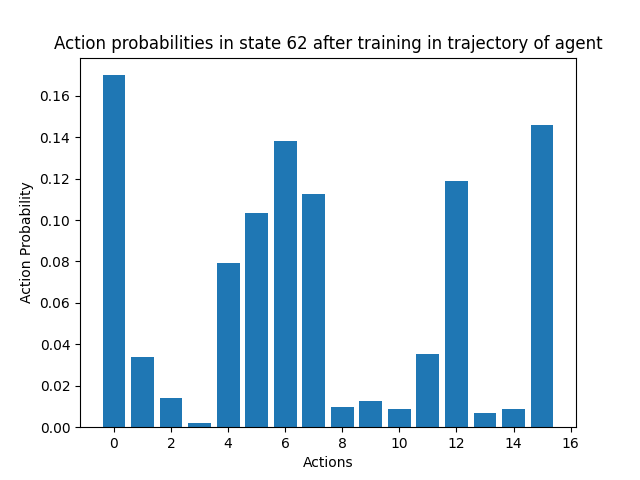 Action probabilities in state 62 after training in trajectory of agent
0.16
0.14
0.12
0.10
0.08
0.06
0.04
0.02
0.00
Action Probability
0 2 4 6 8 10 12 14 16
Actions